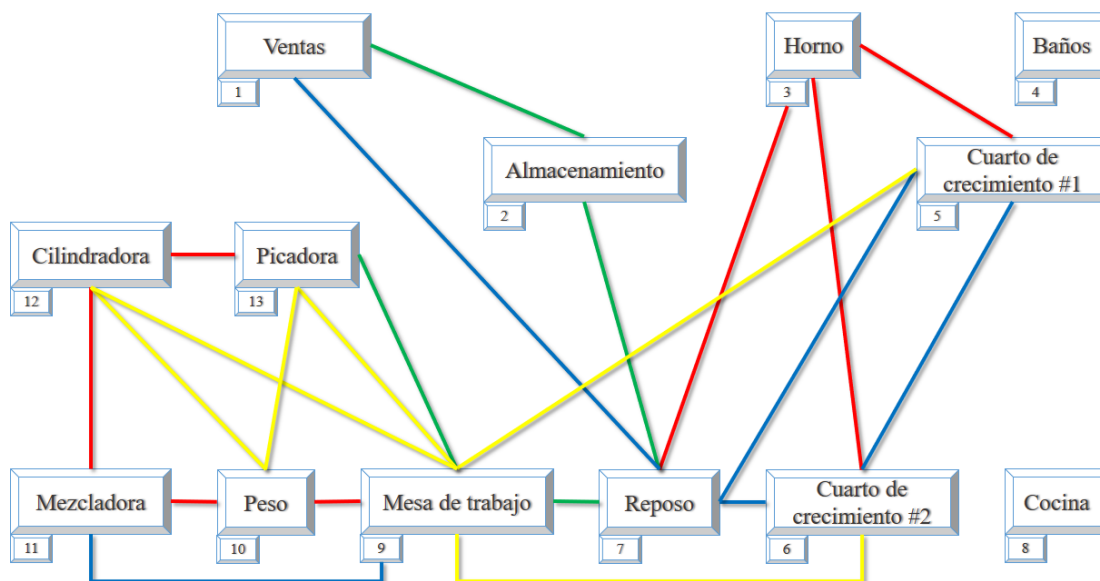 Ventas
1
Horno
3
Baños
4
Almacenamiento
2
Cuarto de
crecimiento #1
5
Cilindradora
12
Picadora
13
Mezcladora
11
Peso
10
Mesa de trabajo
9
Reposo
7
Cuarto de
crecimiento #2
6
Cocina
8